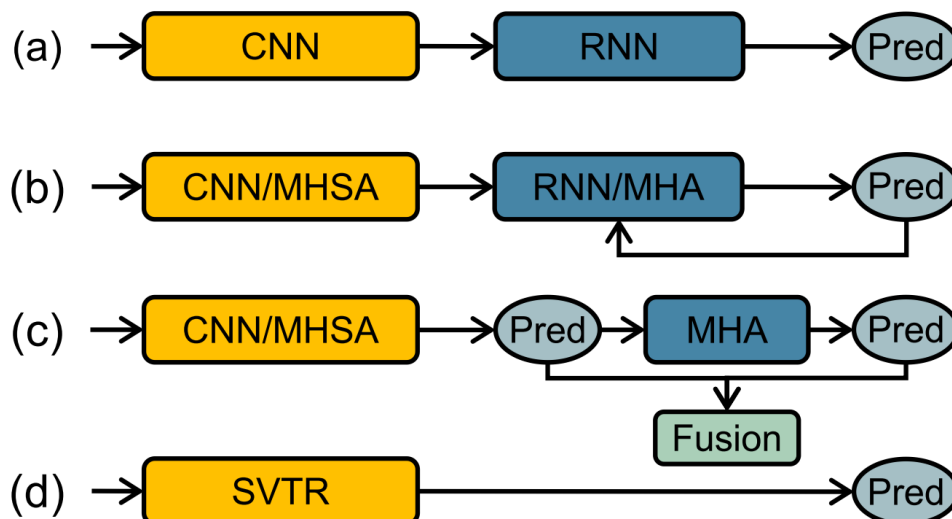 (a) CNN RNN Pred
(b) CNN/MHSA RNN/MHA Pred
(c) CNN/MHSA Pred MHA Pred
Fusion
(d) SVTR Pred